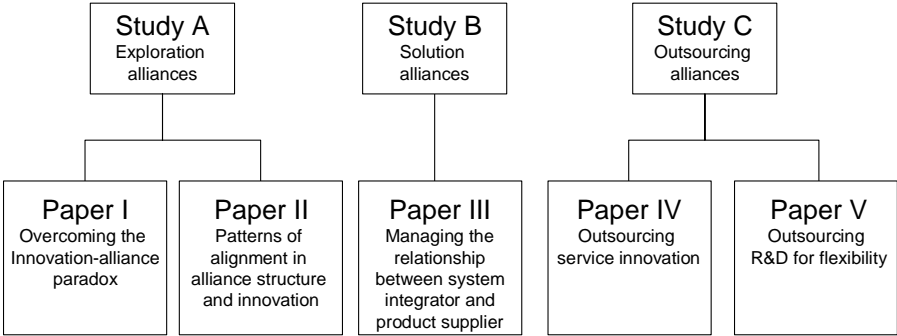 Study A
Exploration
alliances
Study B
Solution
alliances
Study C
Outsourcing
alliances
Paper I
Overcoming the
Innovation-alliance
paradox
Paper II
Patterns of
alignment in
alliance structure
and innovation
Paper III
Managing the
relationship
between system
integrator and
product supplier
Paper IV
Outsourcing
service innovation
Paper V
Outsourcing
R&D for flexibility